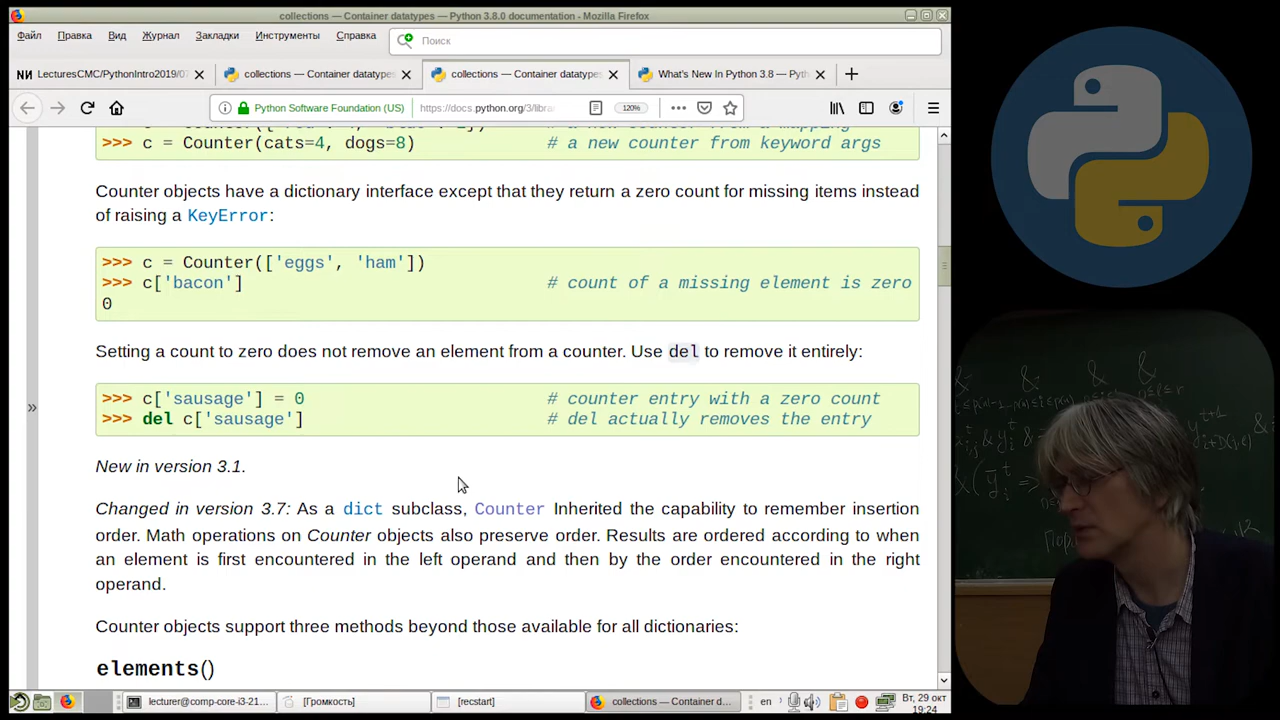 collections — Container datatypes — Python 3.8.0 documentation - Mozilla Firefox
Файл Правка Вид Журнал Закладки Инструменты Справка Поиск
LecturesCMC/PythonIntro2019/07 collections — Container datatypes collections — Container datatypes What's New In Python 3.8 — Pyth
Python Software Foundation (US) https://docs.python.org/3/libra 120%
>>> c = Counter(cats=4, dogs=8) # a new counter from keyword args
Counter objects have a dictionary interface except that they return a zero count for missing items instead
of raising a KeyError:
>>> c = Counter(['eggs', 'ham'])
>>> c['bacon'] # count of a missing element is zero
0
Setting a count to zero does not remove an element from a counter. Use del to remove it entirely:
>>> c['sausage'] = 0 # counter entry with a zero count
>>> del c['sausage'] # del actually removes the entry
New in version 3.1.
Changed in version 3.7: As a dict subclass, Counter Inherited the capability to remember insertion
order. Math operations on Counter objects also preserve order. Results are ordered according to when
an element is first encountered in the left operand and then by the order encountered in the right
operand.
Counter objects support three methods beyond those available for all dictionaries:
elements()
lecturer@comp-core-i3-21... [Громкость] [recstart] collections — Container d... en Вт, 29 окт
19:24